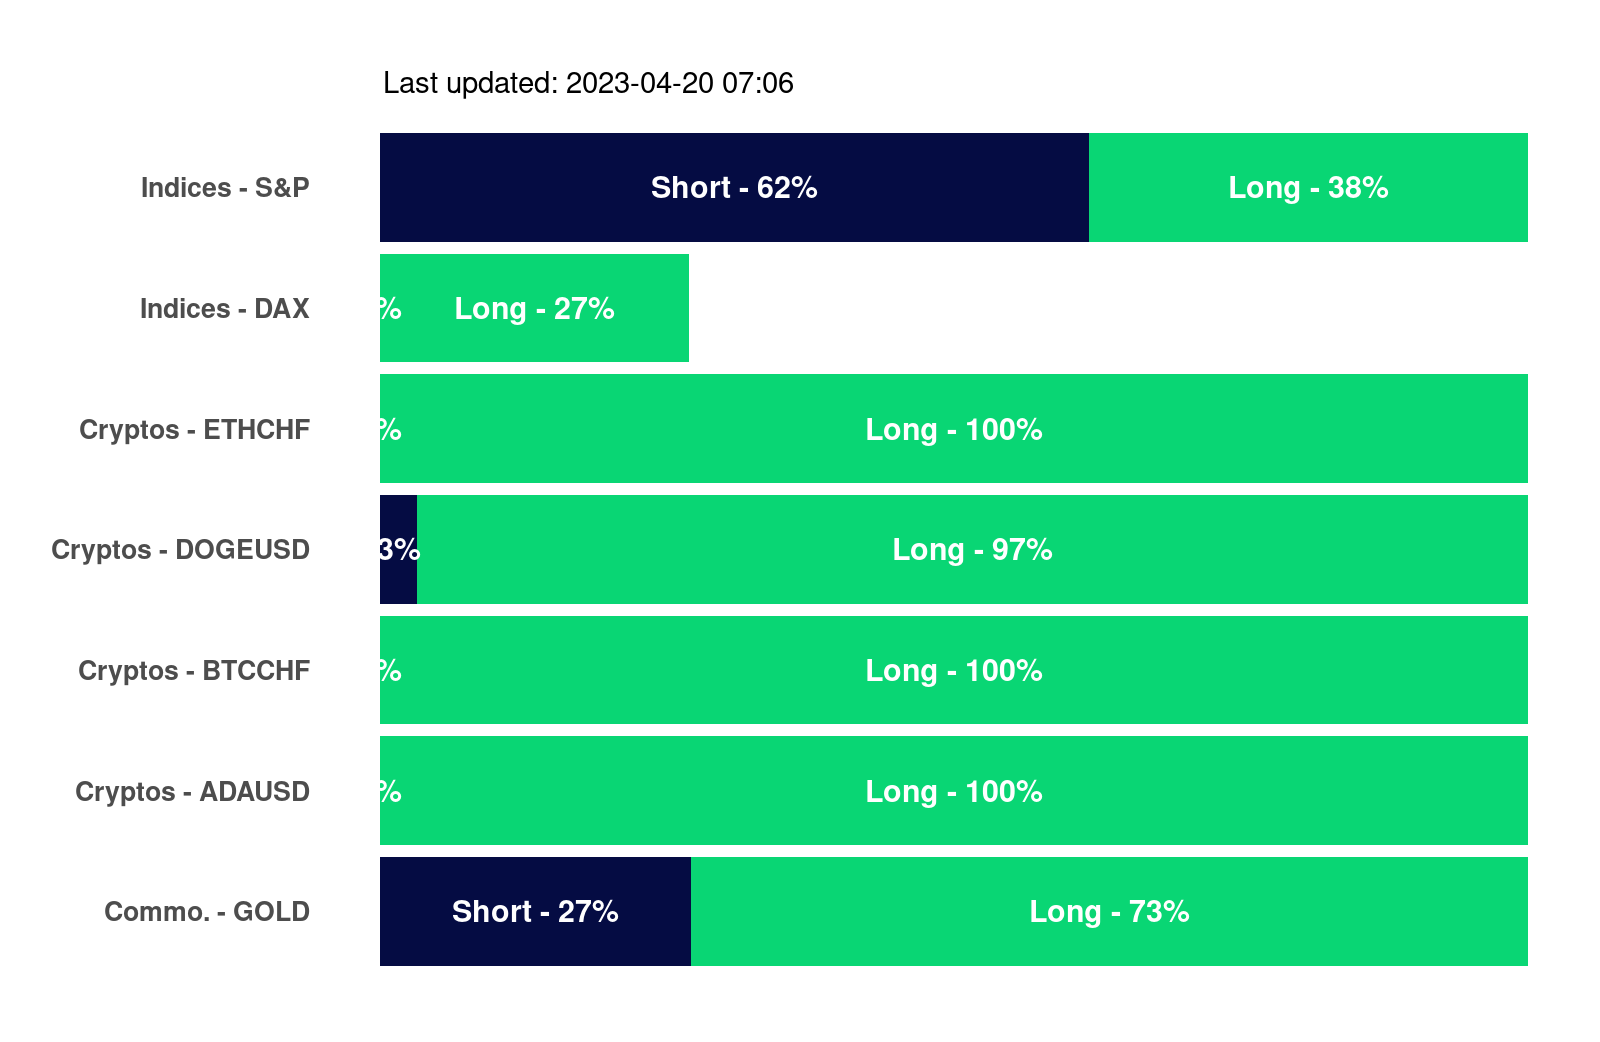 Last updated: 2023-04-20 07:06
Indices - S&P Short - 62% Long - 38%
Indices - DAX % Long - 27%
Cryptos - ETHCHF % Long - 100%
Cryptos - DOGEUSD 3% Long - 97%
Cryptos - BTCCHF % Long - 100%
Cryptos - ADAUSD % Long - 100%
Commo. - GOLD Short - 27% Long - 73%